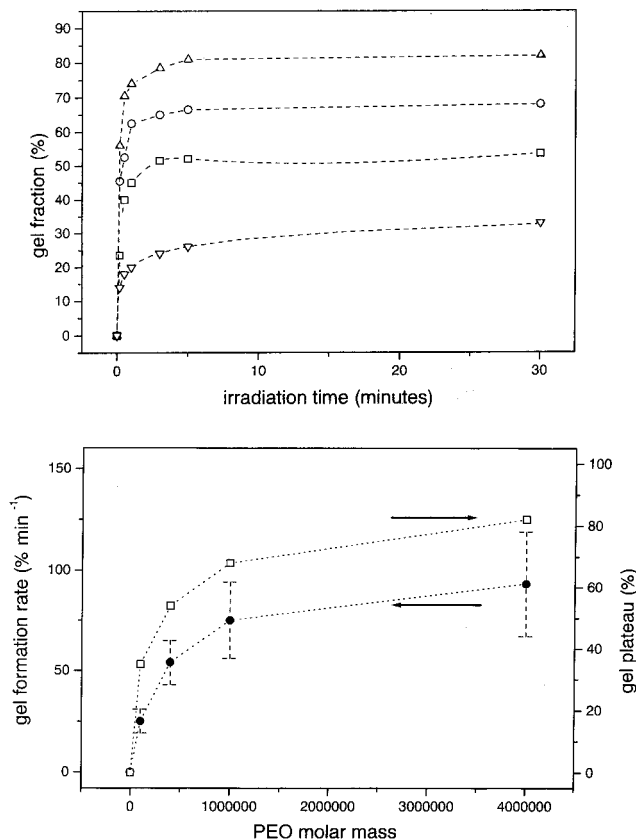 90
80
70
60
50
40
30
20
10
0
gel fraction (%)
0 10 20 30
irradiation time (minutes)
150
100
50
0
gel formation rate (% min -1)
100
80
60
40
20
0
gel plateau (%)
0 1000000 2000000 3000000 4000000
PEO molar mass